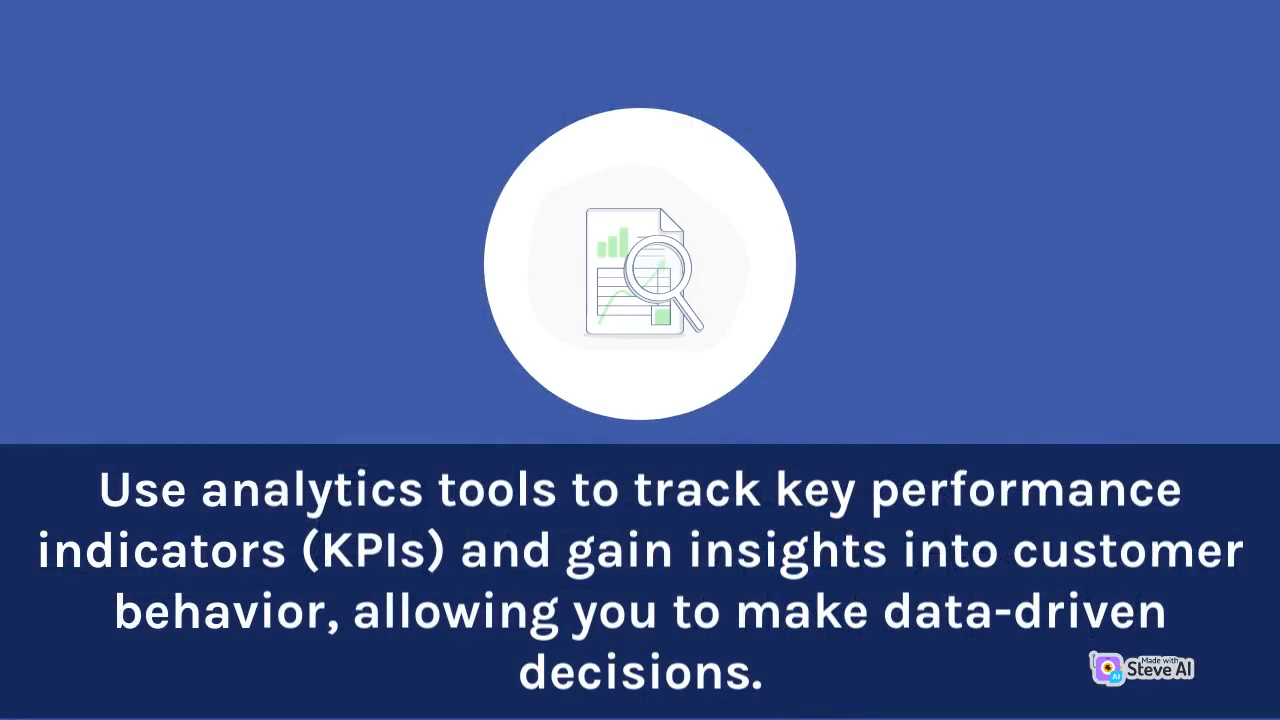 Use analytics tools to track key performance
indicators (KPIs) and gain insights into customer
behavior, allowing you to make data-driven
decisions.
Made with
Steve AI
AI